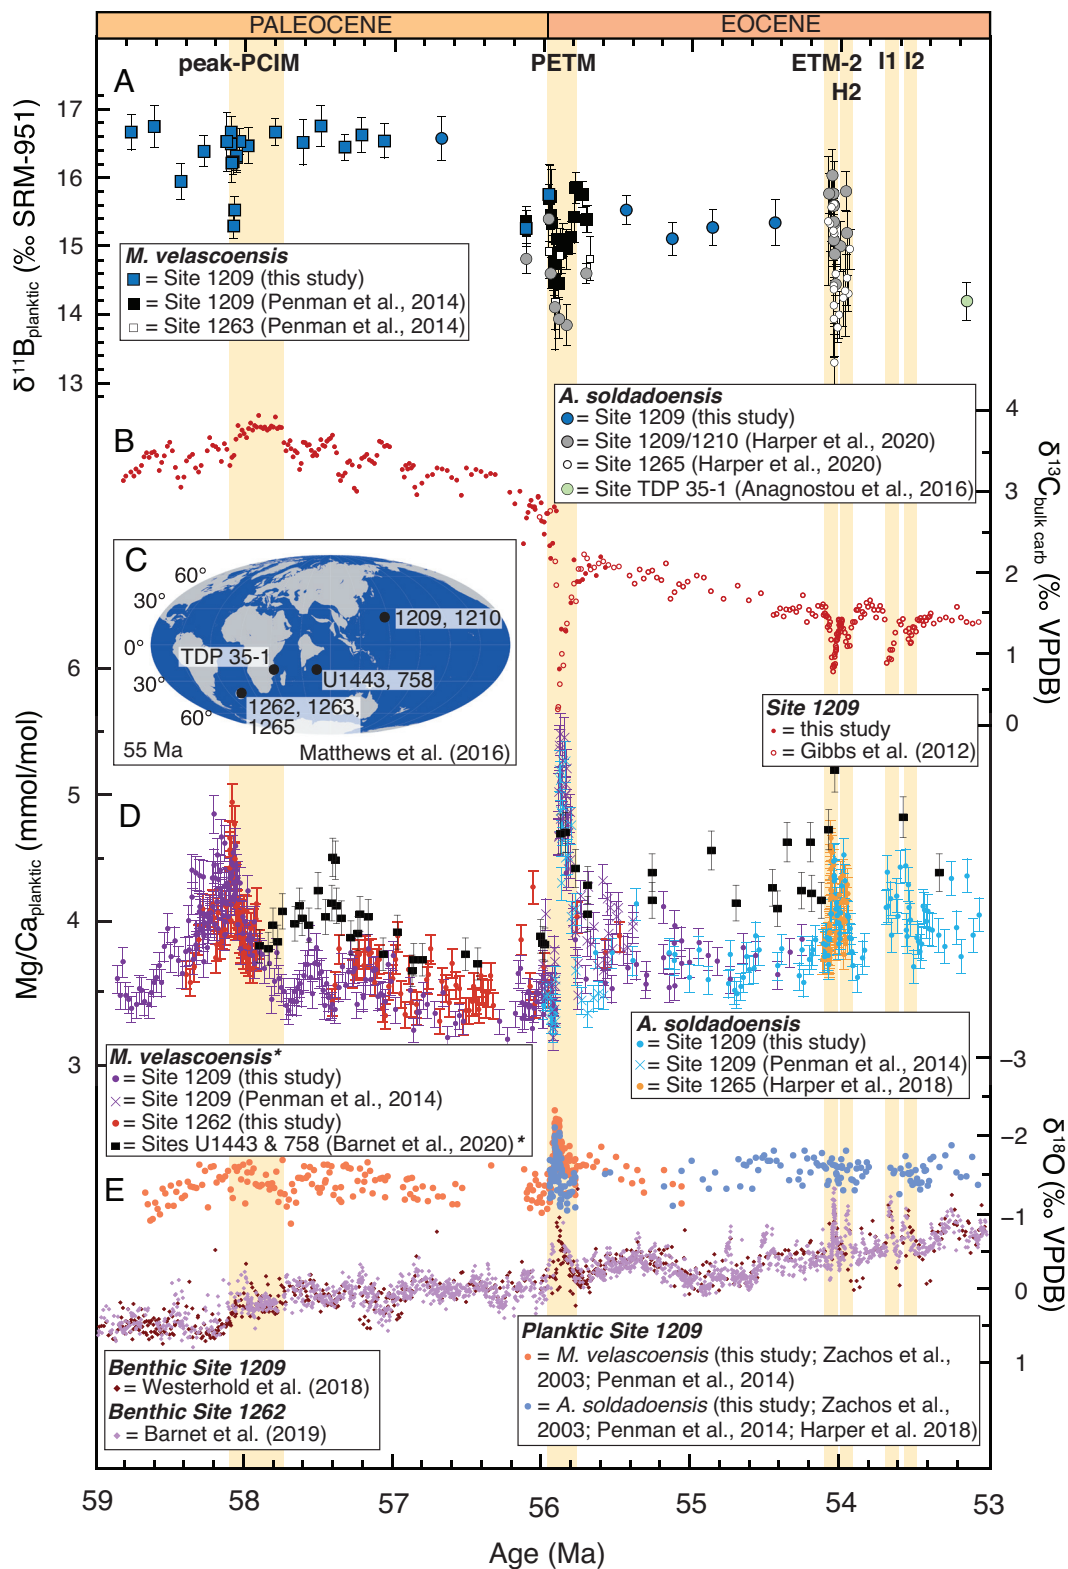 PALEOCENE EOCENE
peak-PCIM PETM ETM-2 I1 I2
H2
A
17
16
15
14
13
δ¹¹B planktic (‰ SRM-951)
M. velascoensis
= Site 1209 (this study)
= Site 1209 (Penman et al., 2014)
= Site 1263 (Penman et al., 2014)
A. soldadoensis
= Site 1209 (this study)
= Site 1209/1210 (Harper et al., 2020)
= Site 1265 (Harper et al., 2020)
= Site TDP 35-1 (Anagnostou et al., 2016)
B
4
3
2
1
0
δ¹³C bulk carb (‰ VPDB)
C
60°
30°
0°
30°
60°
1209, 1210
TDP 35-1
U1443, 758
1262, 1263,
1265
55 Ma
Matthews et al. (2016)
Site 1209
= this study
= Gibbs et al. (2012)
D
6
5
4
3
Mg/Ca planktic (mmol/mol)
M. velascoensis*
= Site 1209 (this study)
= Site 1209 (Penman et al., 2014)
= Site 1262 (this study)
= Sites U1443 & 758 (Barnet et al., 2020)*
A. soldadoensis
= Site 1209 (this study)
= Site 1209 (Penman et al., 2014)
= Site 1265 (Harper et al., 2018)
E
−3
−2
−1
0
1
δ¹⁸O (‰ VPDB)
Benthic Site 1209
= Westerhold et al. (2018)
Benthic Site 1262
= Barnet et al. (2019)
Planktic Site 1209
= M. velascoensis (this study; Zachos et al.,
2003; Penman et al., 2014)
= A. soldadoensis (this study; Zachos et al.,
2003; Penman et al., 2014; Harper et al. 2018)
59 58 57 56 55 54 53
Age (Ma)